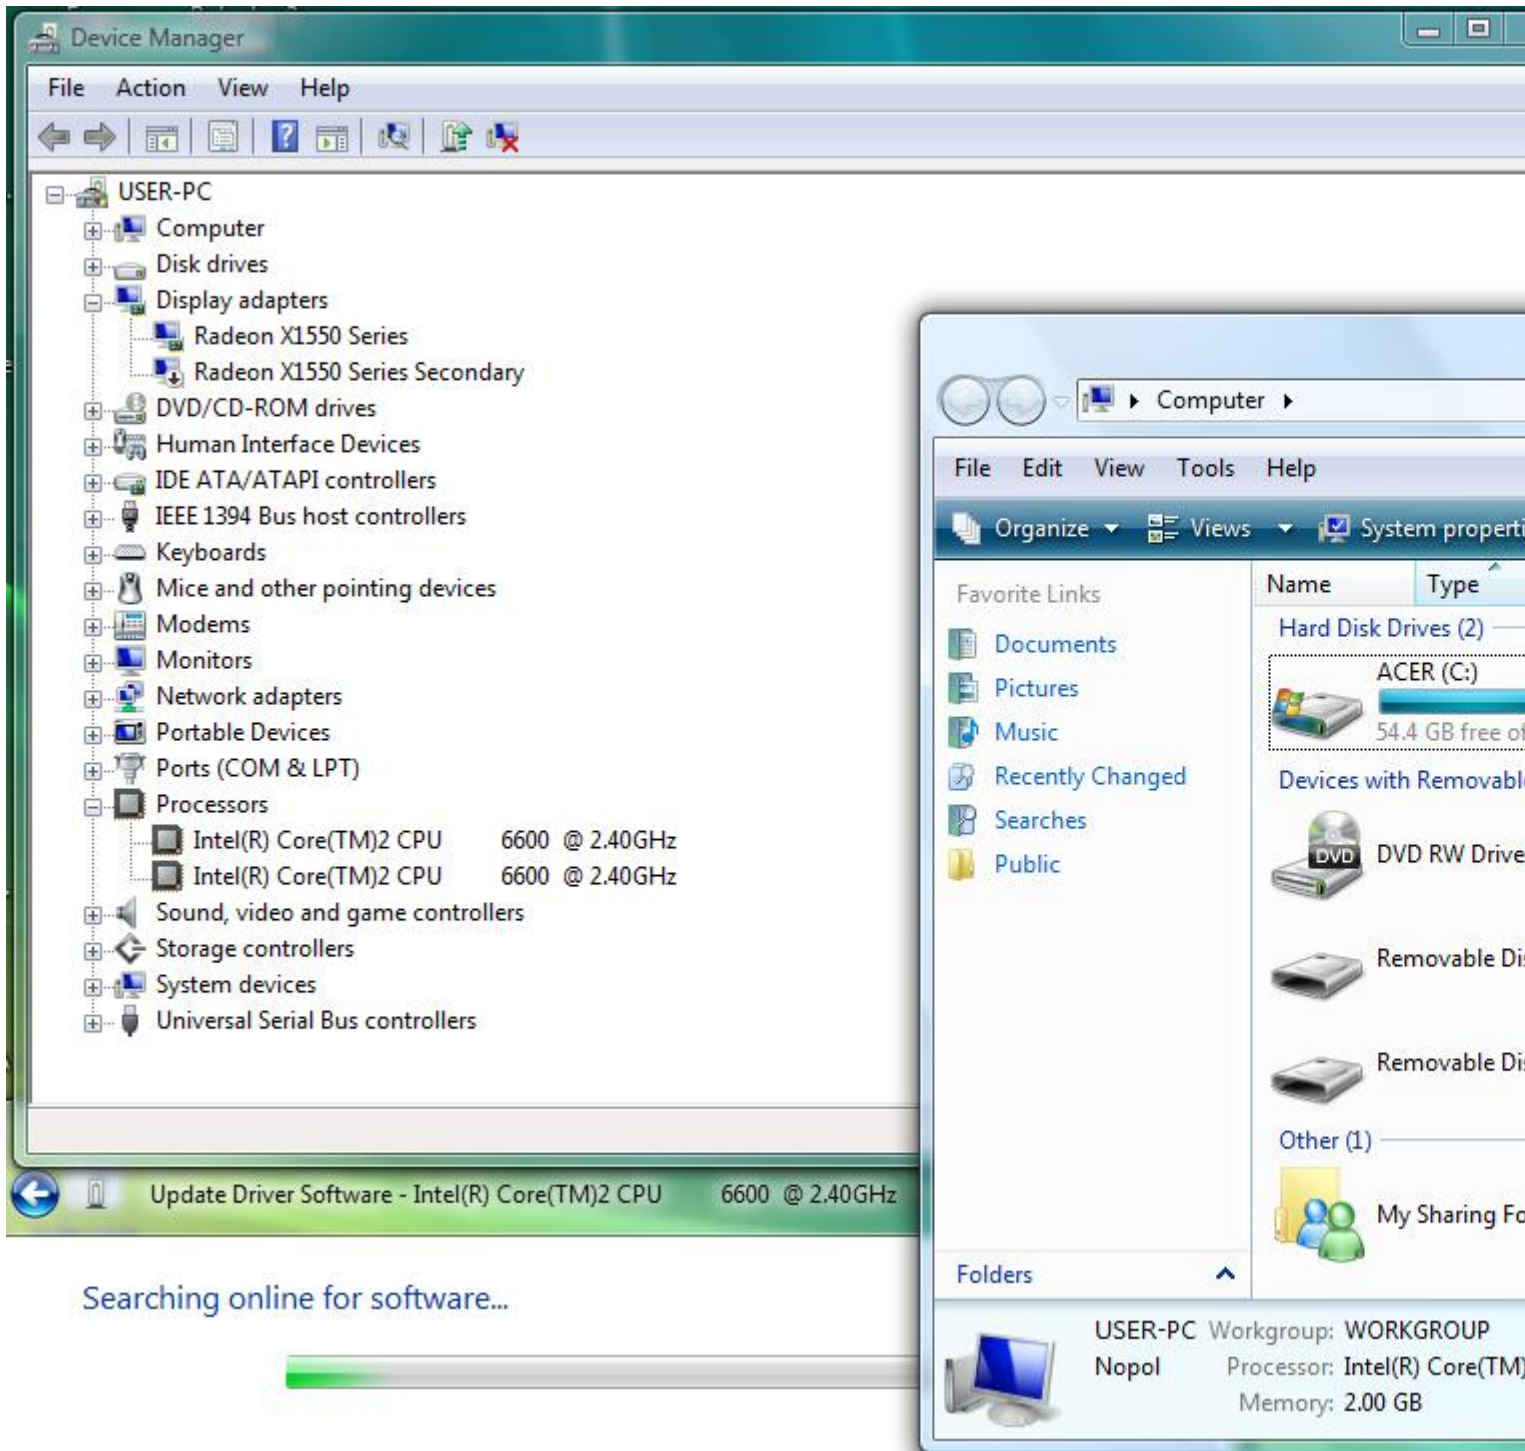 Device Manager
File Action View Help
USER-PC
Computer
Disk drives
Display adapters
Radeon X1550 Series
Radeon X1550 Series Secondary
DVD/CD-ROM drives
Human Interface Devices
IDE ATA/ATAPI controllers
IEEE 1394 Bus host controllers
Keyboards
Mice and other pointing devices
Modems
Monitors
Network adapters
Portable Devices
Ports (COM & LPT)
Processors
Intel(R) Core(TM)2 CPU 6600 @ 2.40GHz
Intel(R) Core(TM)2 CPU 6600 @ 2.40GHz
Sound, video and game controllers
Storage controllers
System devices
Universal Serial Bus controllers
Update Driver Software - Intel(R) Core(TM)2 CPU 6600 @ 2.40GHz
Searching online for software...
Computer
File Edit View Tools Help
Organize Views System properti
Favorite Links
Documents
Pictures
Music
Recently Changed
Searches
Public
Folders
Name Type
Hard Disk Drives (2)
ACER (C:)
54.4 GB free of
Devices with Removabl
DVD
DVD RW Drive
Removable Dis
Removable Dis
Other (1)
My Sharing Fo
USER-PC Workgroup: WORKGROUP
Nopol Processor: Intel(R) Core(TM)
Memory: 2.00 GB